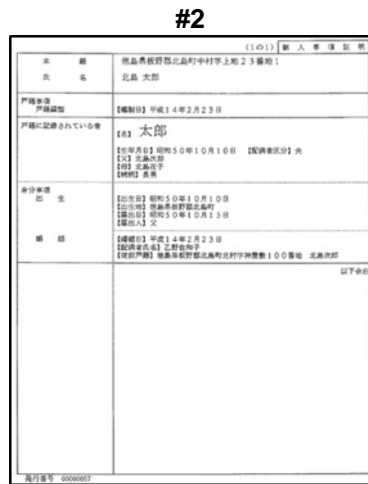 #2
(1の1) 個人事項証明
本籍 徳島県板野郡北島町中村字上地23番地1
氏名 北島 太郎
戸籍事項
戸籍編製 【編製日】平成14年2月23日
戸籍に記録されている者 【名】太郎
【生年月日】昭和50年10月10日 【配偶者区分】夫
【父】北島次郎
【母】北島花子
【続柄】長男
身分事項
出生 【出生日】昭和50年10月10日
【出生地】徳島県板野郡北島町
【届出日】昭和50年10月15日
【届出人】父
婚姻 【婚姻日】平成14年2月23日
【配偶者氏名】乙野佐和子
【従前戸籍】徳島県板野郡北島町北村字神豊敷100番地 北島次郎
以下余白
発行番号 00000057